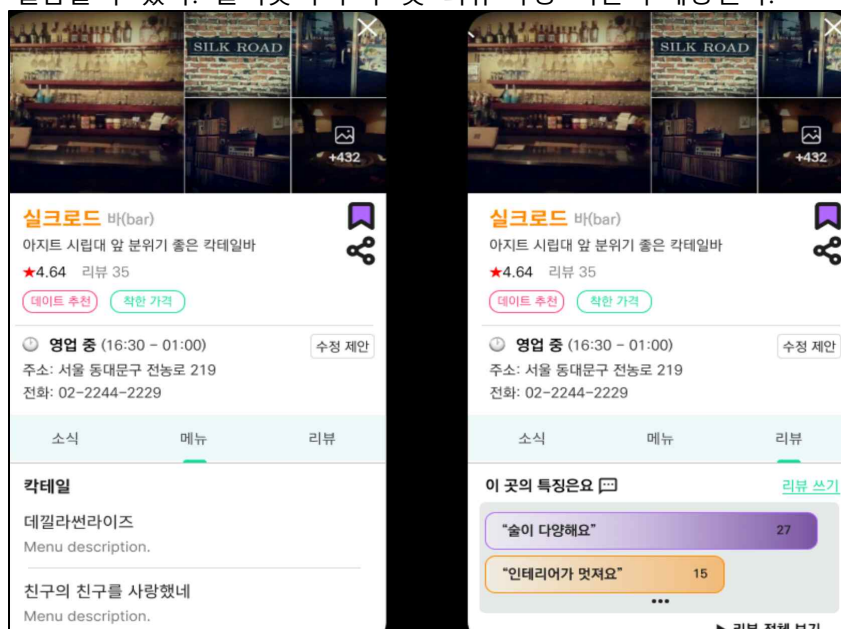 SILK ROAD
+432
실크로드 바(bar)
아지트 시립대 앞 분위기 좋은 칵테일바
★4.64 리뷰 35
데이트 추천 착한 가격
영업 중 (16:30 - 01:00) 수정 제안
주소: 서울 동대문구 전농로 219
전화: 02-2244-2229
소식 메뉴 리뷰
칵테일
데낄라썬라이즈
Menu description.
친구의 친구를 사랑했네
Menu description.
SILK ROAD
+432
실크로드 바(bar)
아지트 시립대 앞 분위기 좋은 칵테일바
★4.64 리뷰 35
데이트 추천 착한 가격
영업 중 (16:30 - 01:00) 수정 제안
주소: 서울 동대문구 전농로 219
전화: 02-2244-2229
소식 메뉴 리뷰
이 곳의 특징은요 리뷰 쓰기
“술이 다양해요” 27
“인테리어가 멋져요” 15
•••
▶ 리뷰 전체 보기